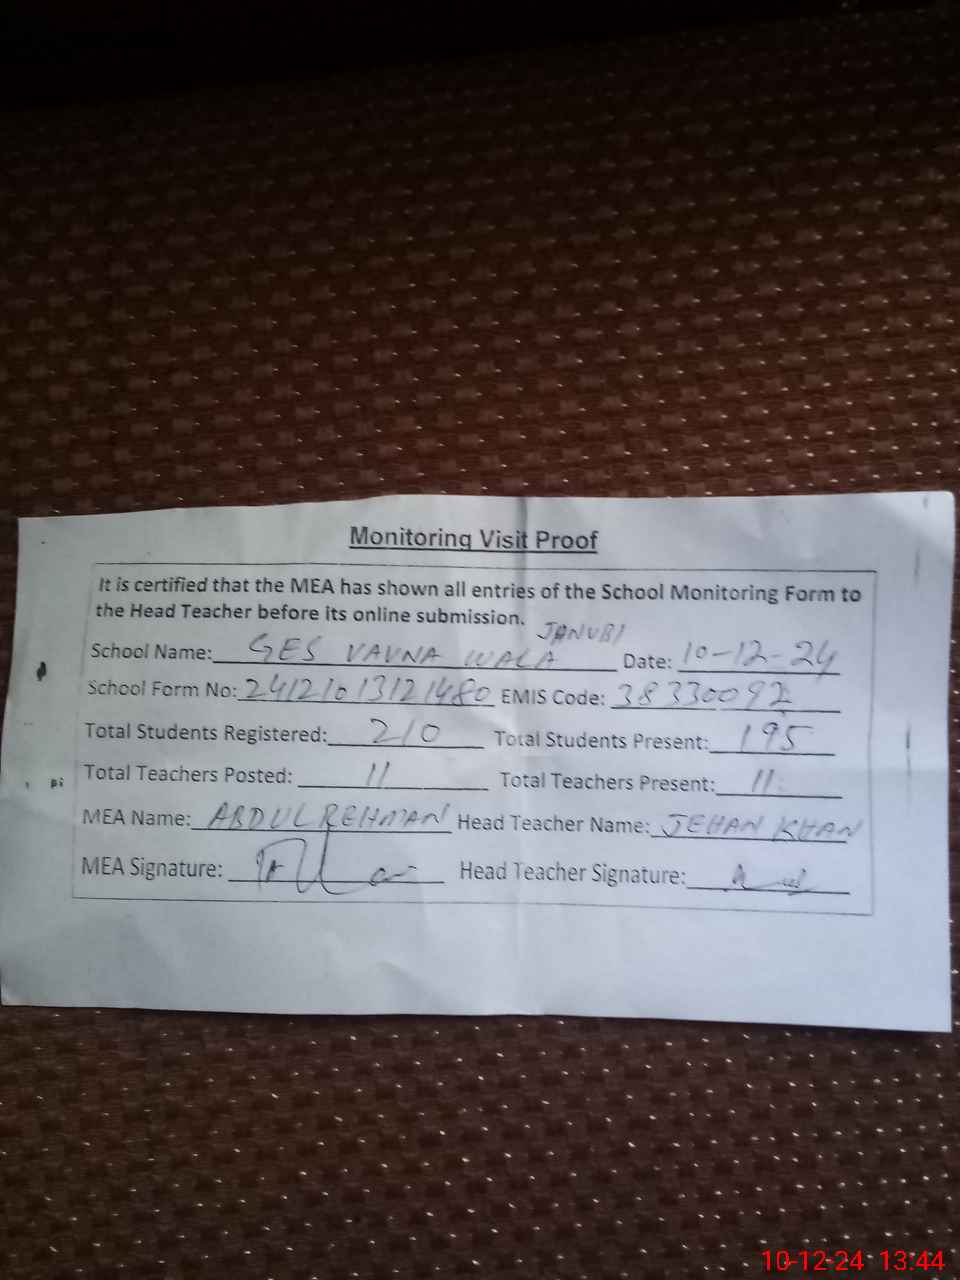 Monitoring Visit Proof
It is certified that the MEA has shown all entries of the School Monitoring Form to
the Head Teacher before its online submission.
JANUBI
School Name: GES VAUNA WALA Date: 10-12-24
School Form No: 24121013121480 EMIS Code: 38330092
Total Students Registered: 210 Total Students Present: 195
Total Teachers Posted: 11 Total Teachers Present: 11
MEA Name: ABDUL REHMAN Head Teacher Name: JEHAN KHAN
MEA Signature: Head Teacher Signature:
10-12-24 13:44